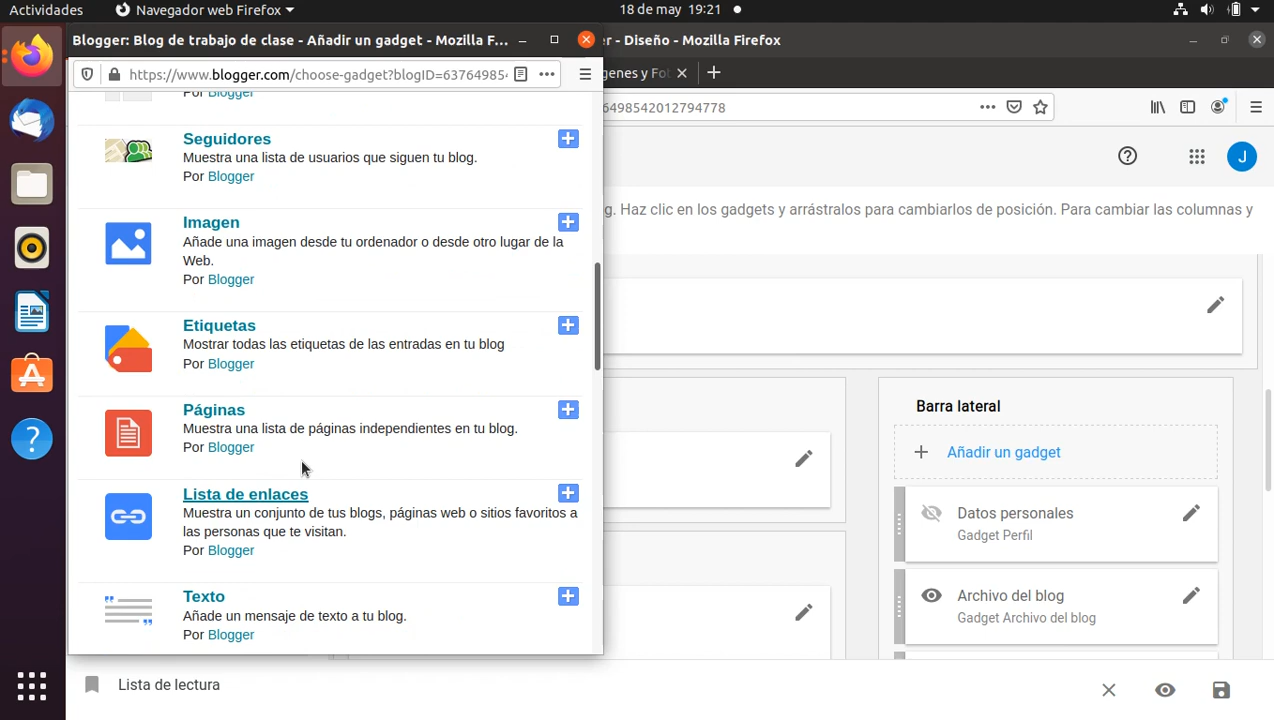 Actividades
Navegador web Firefox
18 de may 19:21
Blogger: Blog de trabajo de clase - Añadir un gadget - Mozilla F...
r - Diseño - Mozilla Firefox
https://www.blogger.com/choose-gadget?blogID=63764985
genes y Fo
6498542012794778
Por Blogger
Seguidores
Muestra una lista de usuarios que siguen tu blog.
Por Blogger
J
g. Haz clic en los gadgets y arrástralos para cambiarlos de posición. Para cambiar las columnas y
Imagen
Añade una imagen desde tu ordenador o desde otro lugar de la
Web.
Por Blogger
Etiquetas
Mostrar todas las etiquetas de las entradas en tu blog
Por Blogger
Páginas
Muestra una lista de páginas independientes en tu blog.
Por Blogger
Lista de enlaces
Muestra un conjunto de tus blogs, páginas web o sitios favoritos a
las personas que te visitan.
Por Blogger
Texto
Añade un mensaje de texto a tu blog.
Por Blogger
Barra lateral
Añadir un gadget
Datos personales
Gadget Perfil
Archivo del blog
Gadget Archivo del blog
Lista de lectura